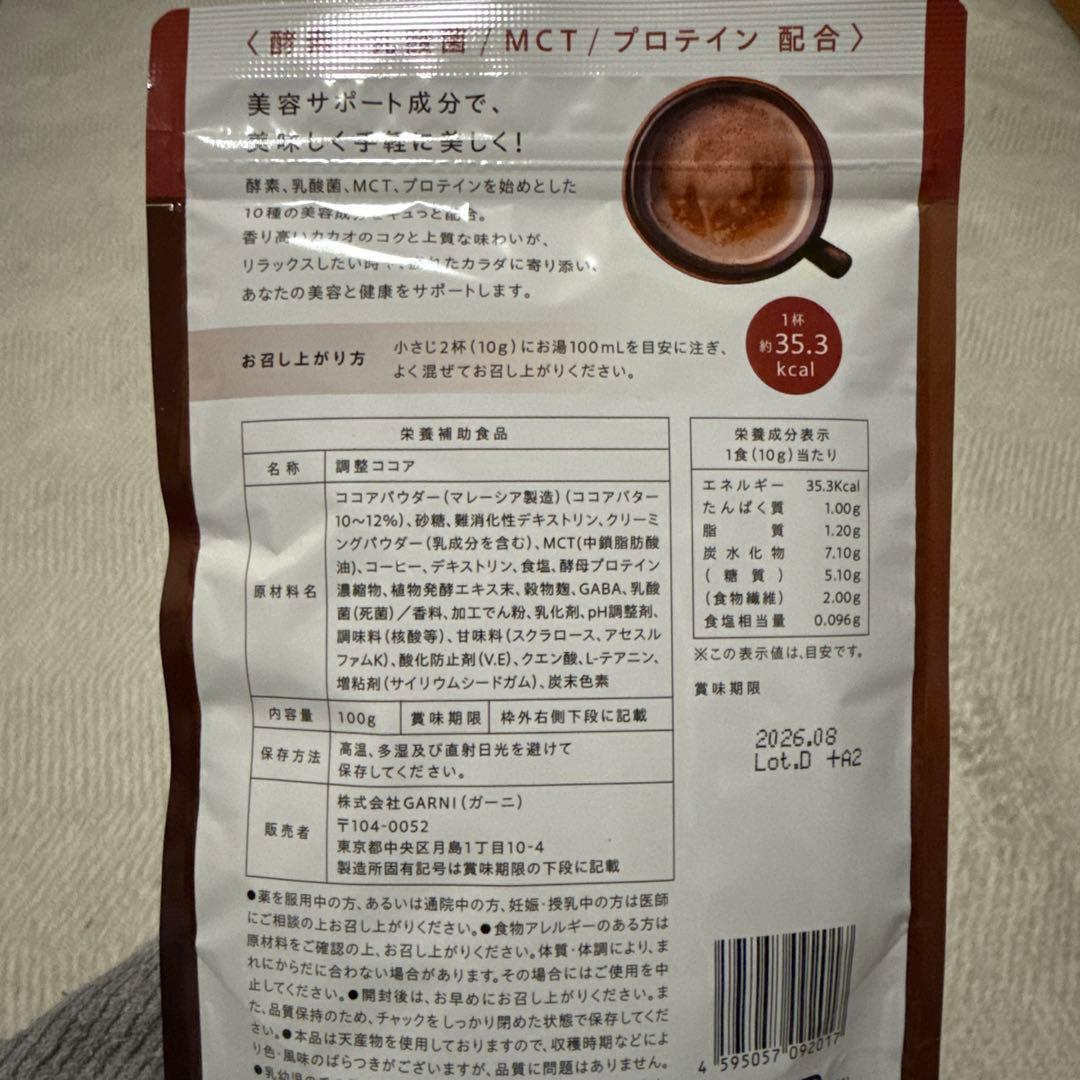 〈 酵素 / 乳酸菌 / MCT / プロテイン 配合 〉
美容サポート成分で、
美味しく手軽に美しく!
酵素、乳酸菌、MCT、プロテインを始めとした
10種の美容成分をギュっと配合。
香り高いカカオのコクと上質な味わいが、
リラックスしたい時や、疲れたカラダに寄り添い、
あなたの美容と健康をサポートします。
1杯
約35.3
kcal
お召し上がり方
小さじ2杯(10g)にお湯100mLを目安に注ぎ、
よく混ぜてお召し上がりください。
栄養補助食品
名称 調整ココア
原材料名
ココアパウダー(マレーシア製造)(ココアバター
10〜12%)、砂糖、難消化性デキストリン、クリーミ
ングパウダー(乳成分を含む)、MCT(中鎖脂肪酸
油)、コーヒー、デキストリン、食塩、酵母プロテイン
濃縮物、植物発酵エキス末、穀物麹、GABA、乳酸
菌(死菌)/香料、加工でん粉、乳化剤、pH調整剤、
調味料(核酸等)、甘味料(スクラロース、アセスル
ファムK)、酸化防止剤(V.E)、クエン酸、L-テアニン、
増粘剤(サイリウムシードガム)、炭末色素
内容量 100g 賞味期限 枠外右側下段に記載
保存方法
高温、多湿及び直射日光を避けて
保存してください。
販売者
株式会社GARNI(ガーニ)
〒104-0052
東京都中央区月島1丁目10-4
製造所固有記号は賞味期限の下段に記載
栄養成分表示
1食(10g)当たり
エネルギー 35.3Kcal
たんぱく質 1.00g
脂質 1.20g
炭水化物 7.10g
(糖質) 5.10g
(食物繊維) 2.00g
食塩相当量 0.096g
※この表示値は、目安です。
賞味期限
2026.08
Lot.D +A2
●薬を服用中の方、あるいは通院中の方、妊娠・授乳中の方は医師
にご相談の上お召し上がりください。●食物アレルギーのある方は
原材料をご確認の上、お召し上がりください。体質・体調により、ま
れにからだに合わない場合があります。その場合にはご使用を中
止してください。●開封後は、お早めにお召し上がりください。ま
た、品質保持のため、チャックをしっかり閉めた状態で保存してくだ
さい。●本品は天産物を使用しておりますので、収穫時期などによ
り色・風味のばらつきがございますが、品質に問題はありません。
●乳幼児の手の
4 595057 092017